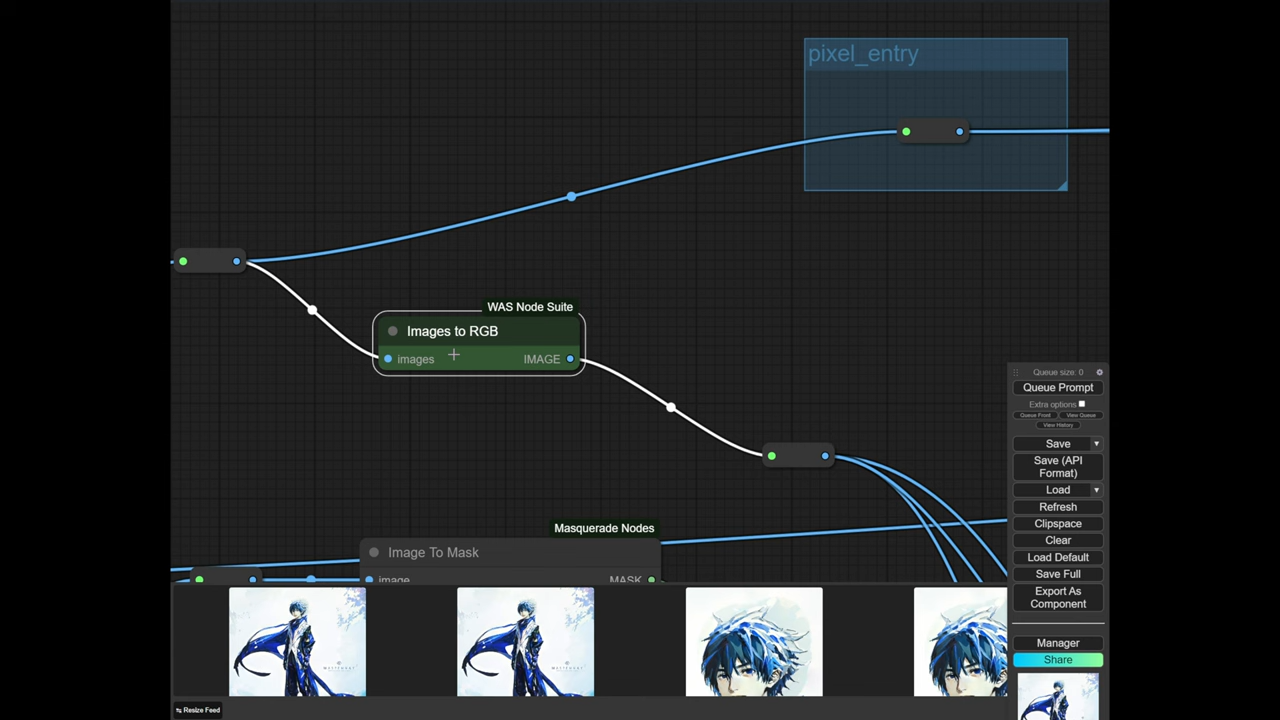 pixel_entry
WAS Node Suite
Images to RGB
images IMAGE
Masquerade Nodes
Image To Mask
image MASK
Queue size: 0
Queue Prompt
Extra options
Queue Front View Queue
View History
Save
Save (API
Format)
Load
Refresh
Clipspace
Clear
Load Default
Save Full
Export As
Component
Manager
Share
Resize Feed